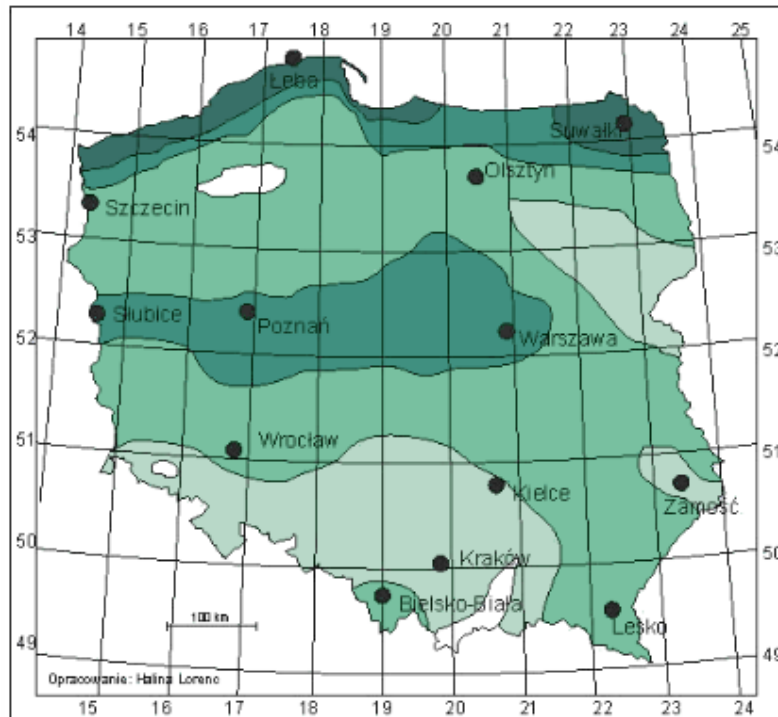 14 15 16 17 18 19 20 21 22 23 24 25
Łeba
54
Suwałki
54
Olsztyn
Szczecin
53
53
Słubice
Poznań
Warszawa
52
52
51
Wrocław
51
Kielce
Zamość
50
Kraków
50
Bielsko-Biała
100 km
Lesko
49
49
Opracowanie: Halina Lorenc
15 16 17 18 19 20 21 22 23 24